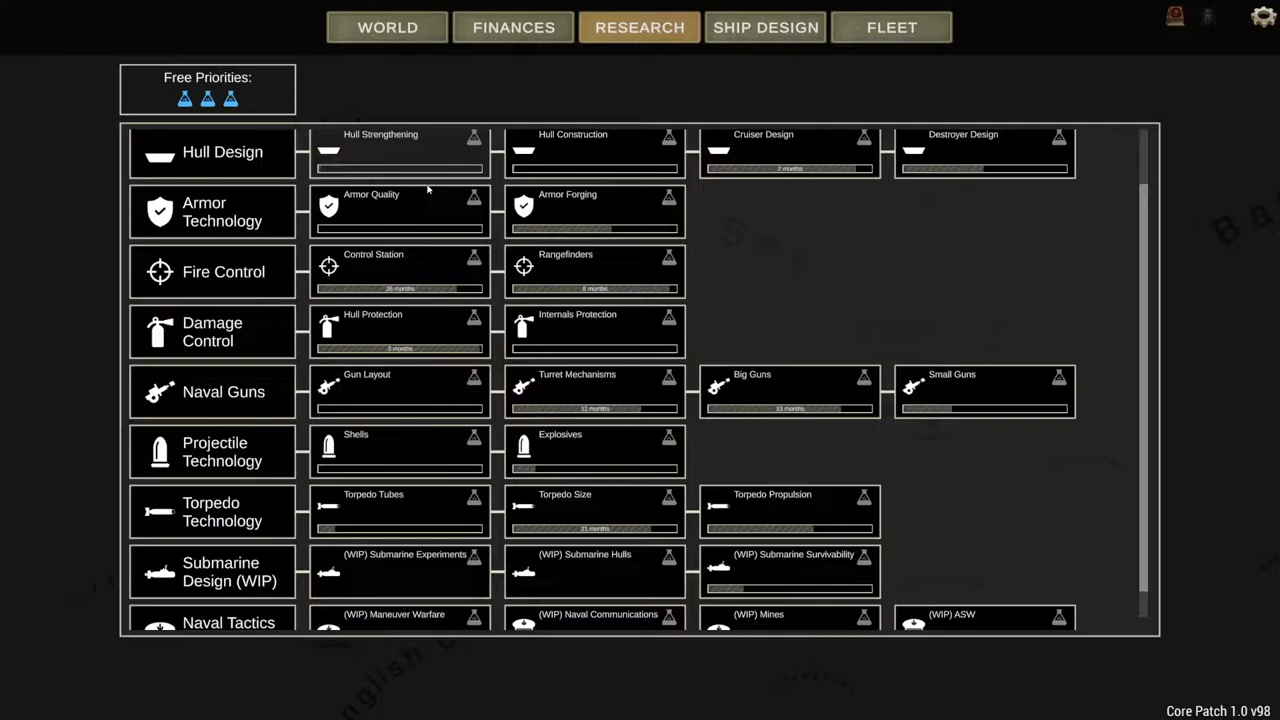 WORLD
FINANCES
RESEARCH
SHIP DESIGN
FLEET
Free Priorities:
Hull Design
Hull Strengthening
Hull Construction
Cruiser Design
2 months
Destroyer Design
Armor
Technology
Armor Quality
Armor Forging
Fire Control
Control Station
26 months
Rangefinders
Damage
Control
Hull Protection
Internals Protection
Naval Guns
Gun Layout
Turret Mechanisms
12 months
Big Guns
13 months
Small Guns
Projectile
Technology
Shells
Explosives
Torpedo
Technology
Torpedo Tubes
Torpedo Size
21 months
Torpedo Propulsion
Submarine
Design (WIP)
(WIP) Submarine Experiments
(WIP) Submarine Hulls
(WIP) Submarine Survivability
Naval Tactics
(WIP) Maneuver Warfare
(WIP) Naval Communications
(WIP) Mines
(WIP) ASW
Core Patch 1.0 v98